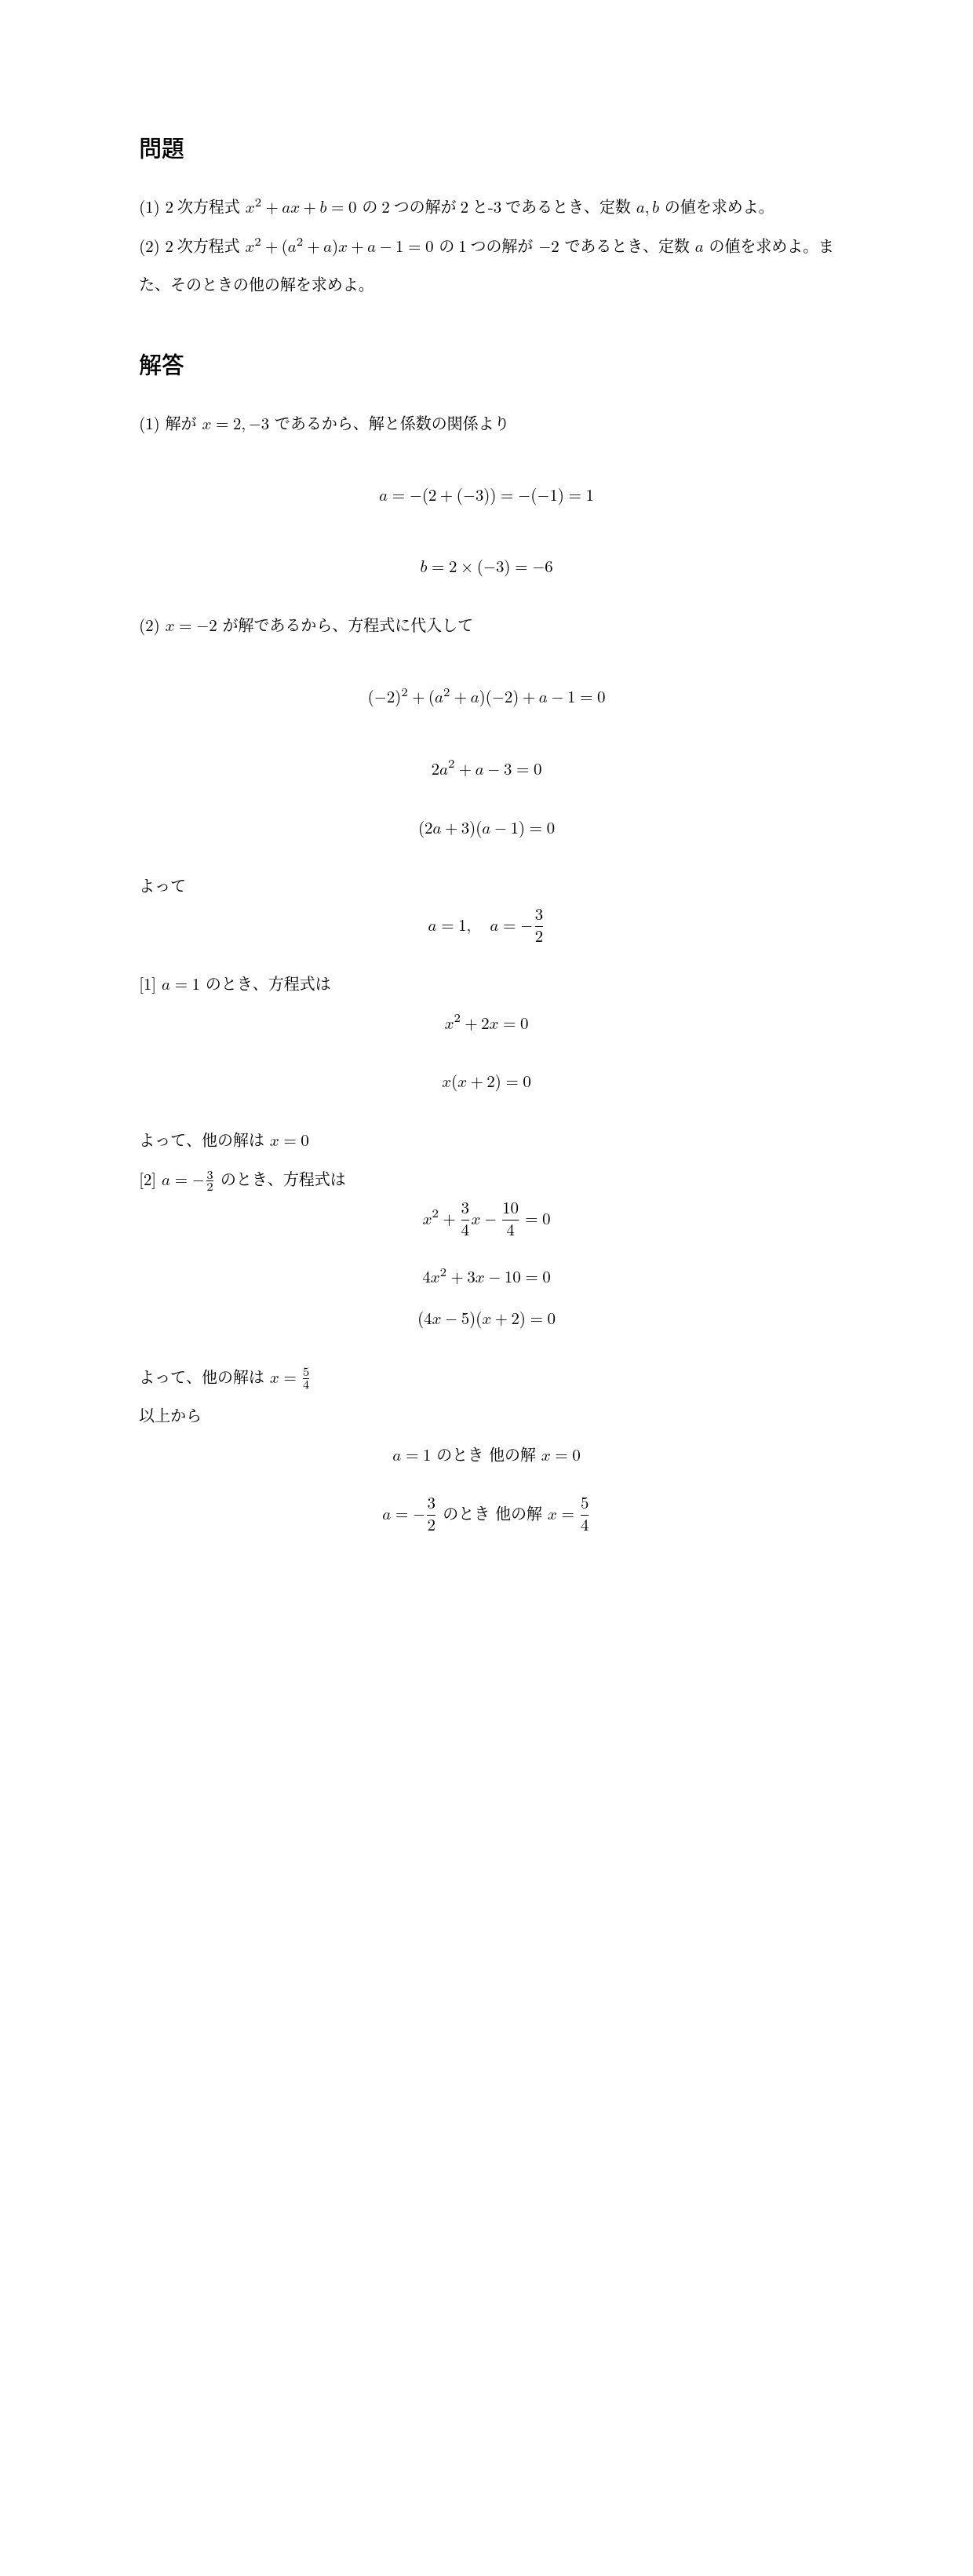 問題
(1) 2 次方程式 $x^2 + ax + b = 0$ の 2 つの解が 2 と-3 であるとき、定数 $a, b$ の値を求めよ。
(2) 2 次方程式 $x^2 + (a^2 + a)x + a - 1 = 0$ の 1 つの解が $-2$ であるとき、定数 $a$ の値を求めよ。ま
た、そのときの他の解を求めよ。
解答
(1) 解が $x = 2, -3$ であるから、解と係数の関係より
$a = -(2 + (-3)) = -(-1) = 1$
$b = 2 \times (-3) = -6$
(2) $x = -2$ が解であるから、方程式に代入して
$(-2)^2 + (a^2 + a)(-2) + a - 1 = 0$
$2a^2 + a - 3 = 0$
$(2a + 3)(a - 1) = 0$
よって
$a = 1, \quad a = -\frac{3}{2}$
[1] $a = 1$ のとき、方程式は
$x^2 + 2x = 0$
$x(x + 2) = 0$
よって、他の解は $x = 0$
[2] $a = -\frac{3}{2}$ のとき、方程式は
$x^2 + \frac{3}{4}x - \frac{10}{4} = 0$
$4x^2 + 3x - 10 = 0$
$(4x - 5)(x + 2) = 0$
よって、他の解は $x = \frac{5}{4}$
以上から
$a = 1$ のとき 他の解 $x = 0$
$a = -\frac{3}{2}$ のとき 他の解 $x = \frac{5}{4}$